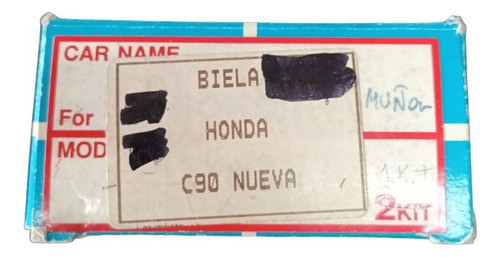 CAR NAME
BIELA
MUÑOZ
For
HONDA
MOD
C90 NUEVA
2KIT